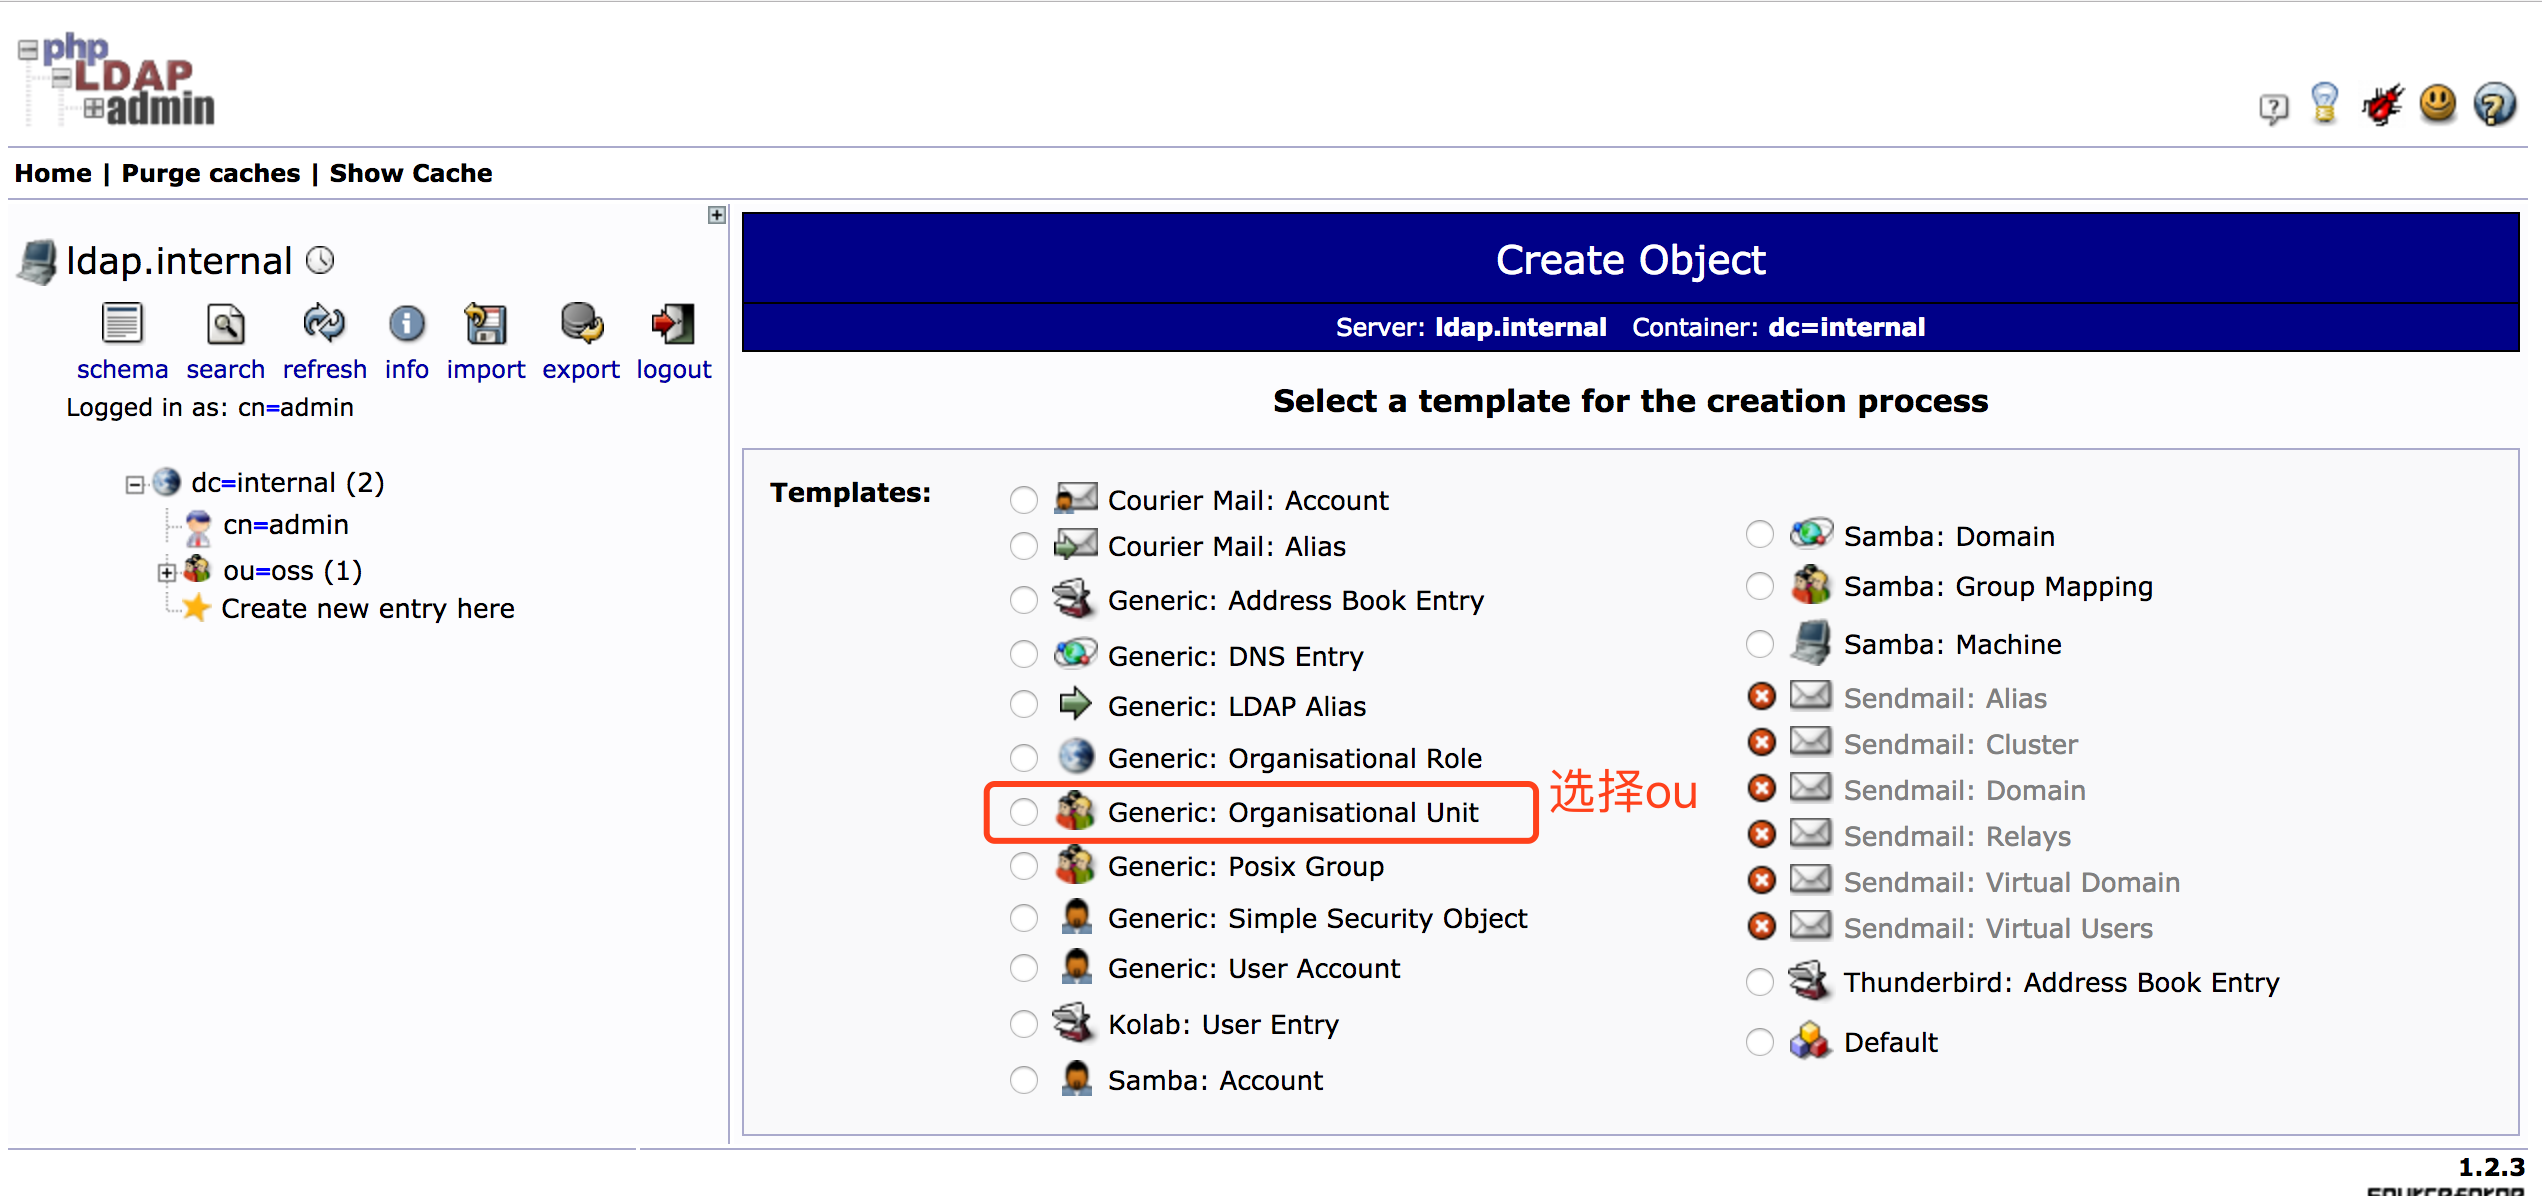 php
LDAP
admin
Home | Purge caches | Show Cache
ldap.internal
schema search refresh info import export logout
Logged in as: cn=admin
dc=internal (2)
cn=admin
ou=oss (1)
Create new entry here
Create Object
Server: ldap.internal Container: dc=internal
Select a template for the creation process
Templates:
Courier Mail: Account
Courier Mail: Alias
Generic: Address Book Entry
Generic: DNS Entry
Generic: LDAP Alias
Generic: Organisational Role
Generic: Organisational Unit
选择ou
Generic: Posix Group
Generic: Simple Security Object
Generic: User Account
Kolab: User Entry
Samba: Account
Samba: Domain
Samba: Group Mapping
Samba: Machine
Sendmail: Alias
Sendmail: Cluster
Sendmail: Domain
Sendmail: Relays
Sendmail: Virtual Domain
Sendmail: Virtual Users
Thunderbird: Address Book Entry
Default
1.2.3